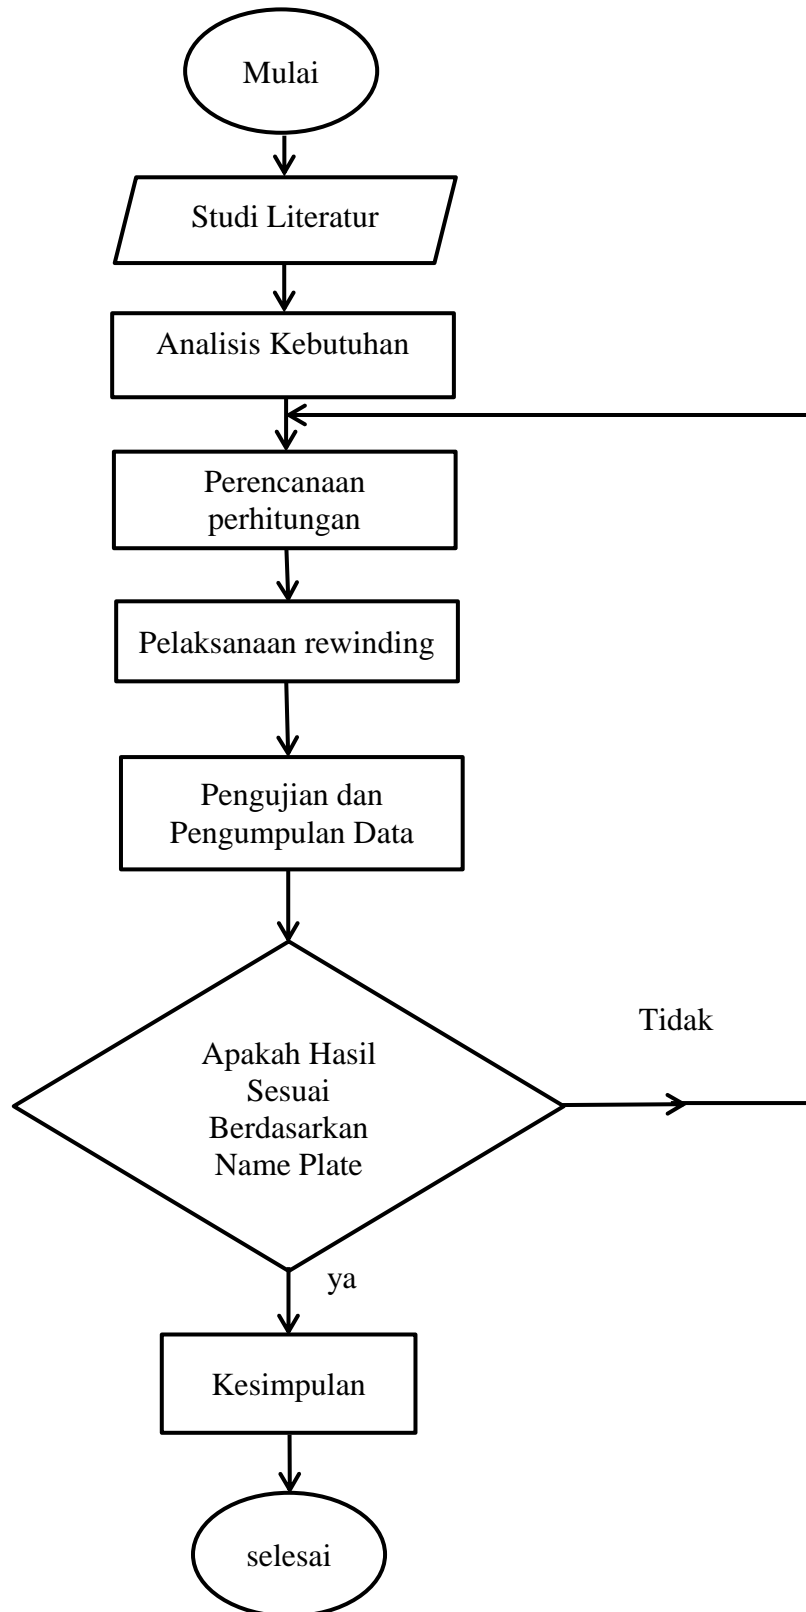 Mulai
Studi Literatur
Analisis Kebutuhan
Perencanaan
perhitungan
Pelaksanaan rewinding
Pengujian dan
Pengumpulan Data
Tidak
Apakah Hasil
Sesuai
Berdasarkan
Name Plate
ya
Kesimpulan
selesai